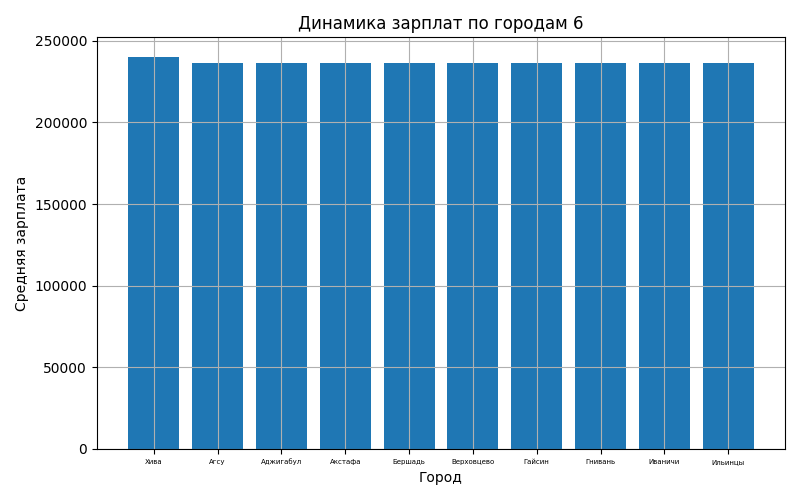 Динамика зарплат по городам 6
250000
200000
150000
100000
50000
0
Средняя зарплата
Хива Агсу Аджигабул Акстафа Бершадь Верховцево Гайсин Гнивань Иваничи Ильинцы
Город